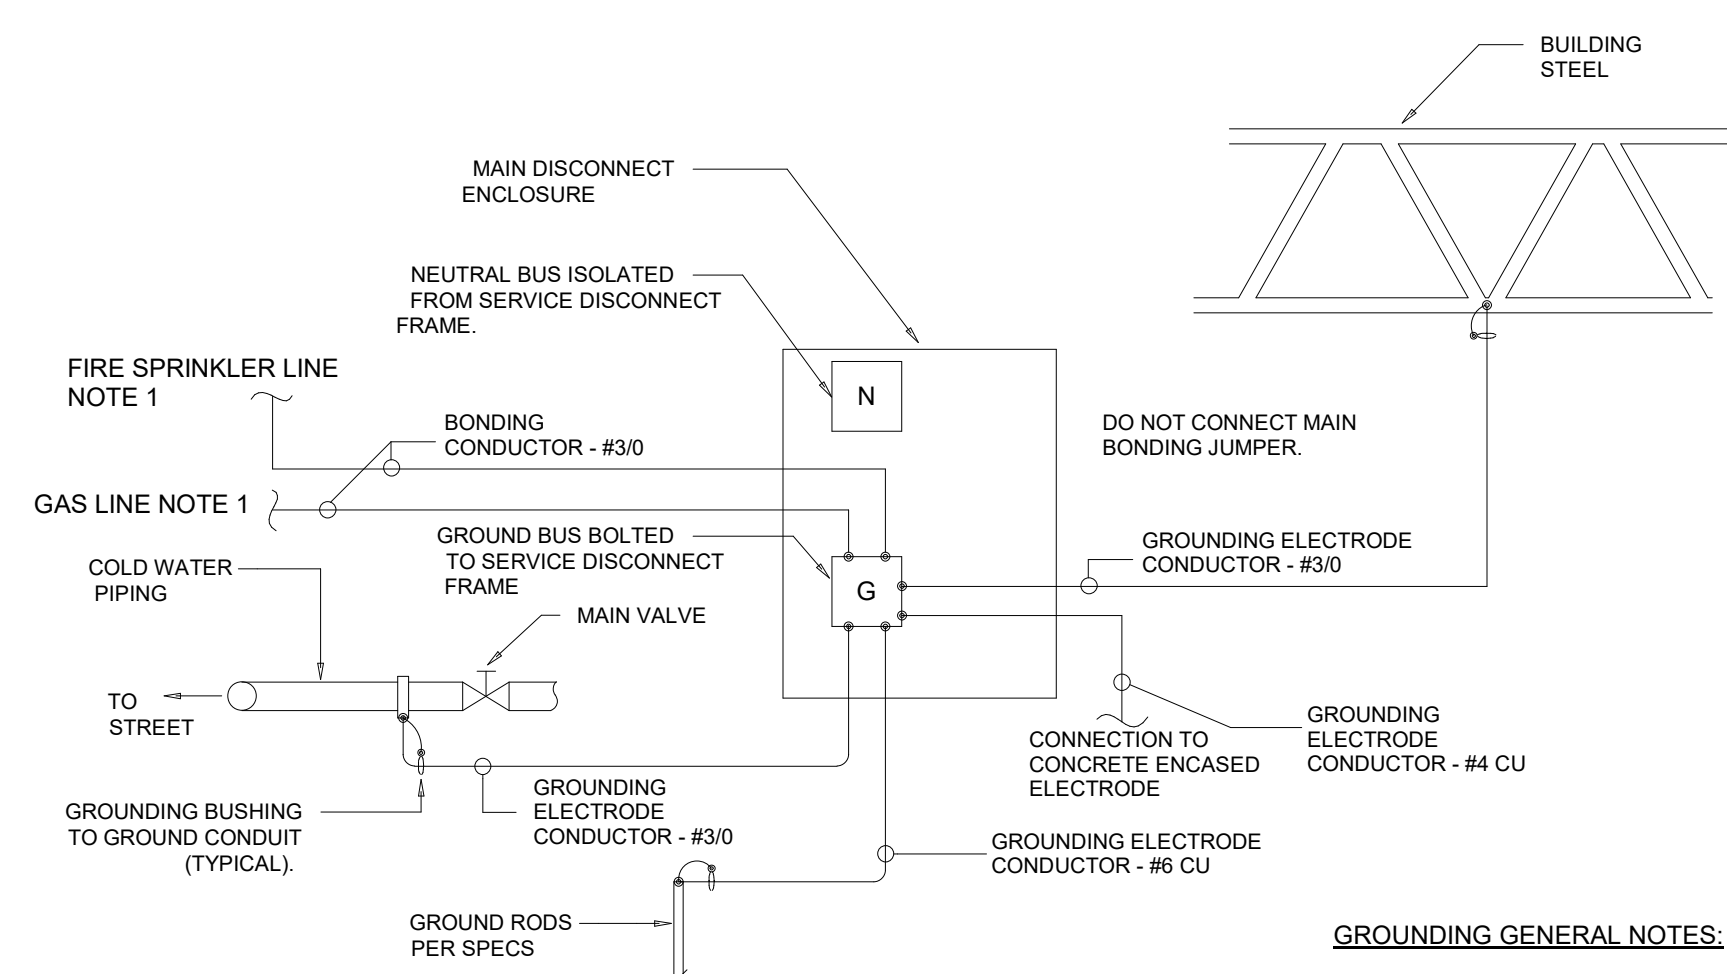 BUILDING
STEEL
MAIN DISCONNECT
ENCLOSURE
NEUTRAL BUS ISOLATED
FROM SERVICE DISCONNECT
FRAME.
FIRE SPRINKLER LINE
NOTE 1
N
BONDING
CONDUCTOR - #3/0
DO NOT CONNECT MAIN
BONDING JUMPER.
GAS LINE NOTE 1
GROUND BUS BOLTED
TO SERVICE DISCONNECT
FRAME
GROUNDING ELECTRODE
CONDUCTOR - #3/0
COLD WATER
PIPING
G
MAIN VALVE
TO
STREET
GROUNDING
ELECTRODE
CONDUCTOR - #4 CU
CONNECTION TO
CONCRETE ENCASED
ELECTRODE
GROUNDING BUSHING
TO GROUND CONDUIT
(TYPICAL).
GROUNDING
ELECTRODE
CONDUCTOR - #3/0
GROUNDING ELECTRODE
CONDUCTOR - #6 CU
GROUND RODS
PER SPECS
GROUNDING GENERAL NOTES: